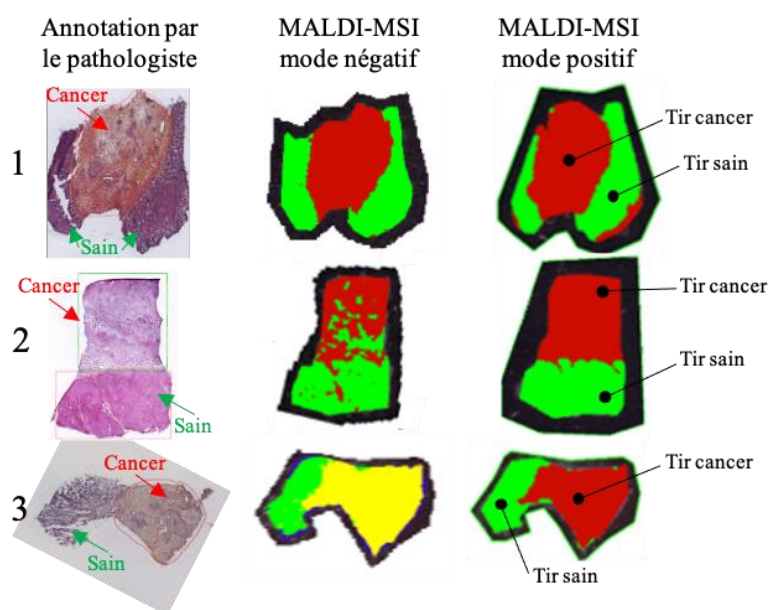 Annotation par
le pathologiste
MALDI-MSI
mode négatif
MALDI-MSI
mode positif
1
Cancer
Sain
Tir cancer
Tir sain
2
Cancer
Sain
Tir cancer
Tir sain
3
Cancer
Sain
Tir cancer
Tir sain